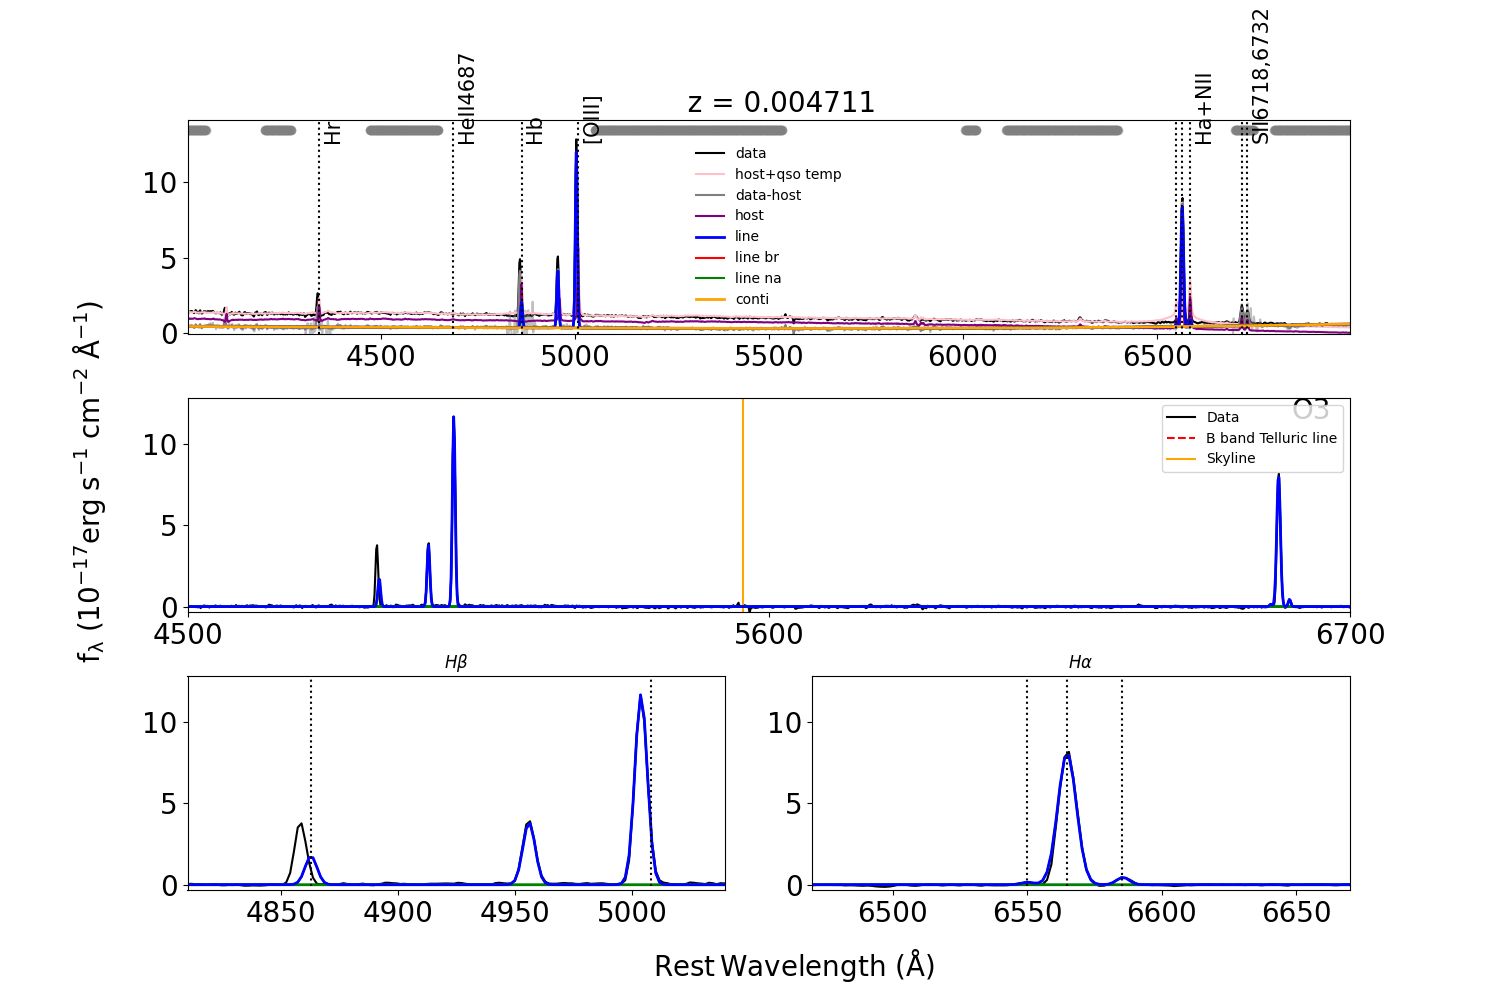 z = 0.004711
Hr
HeII4687
Hb
[OIII]
Ha+NII
SII6718,6732
data
host+qso temp
data-host
host
line
line br
line na
conti
10
5
0
4500
5000
5500
6000
6500
fλ (10⁻¹⁷erg s⁻¹ cm⁻² Å⁻¹)
O3
Data
B band Telluric line
Skyline
10
5
0
4500
5600
6700
Hβ
10
5
0
4850
4900
4950
5000
Hα
10
5
0
6500
6550
6600
6650
Rest Wavelength (Å)